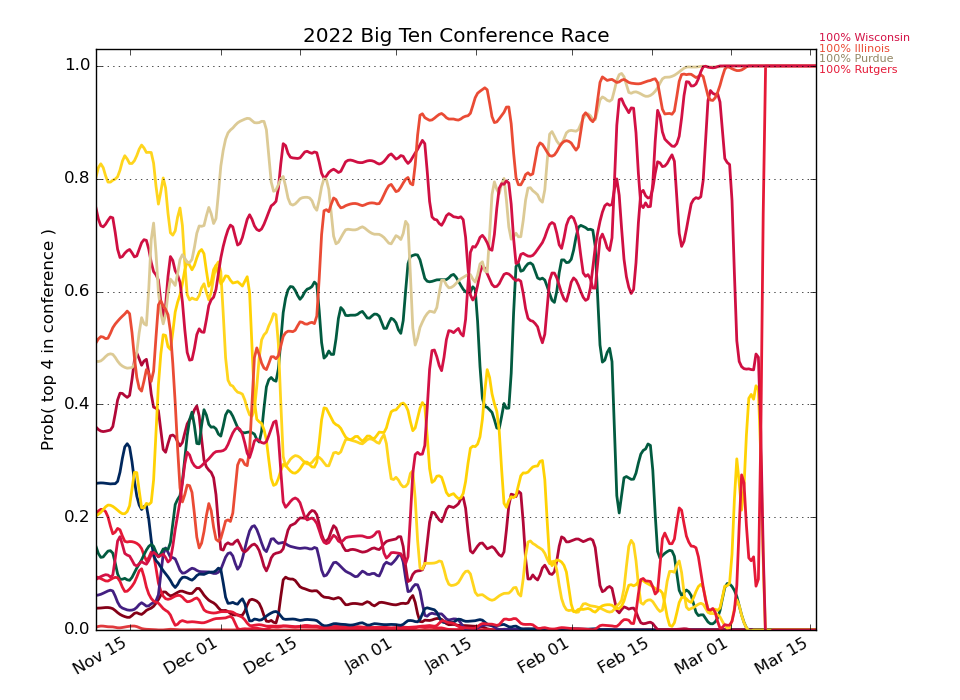 2022 Big Ten Conference Race
100% Wisconsin
100% Illinois
100% Purdue
100% Rutgers
Prob( top 4 in conference )
1.0
0.8
0.6
0.4
0.2
0.0
Nov 15 Dec 01 Dec 15 Jan 01 Jan 15 Feb 01 Feb 15 Mar 01 Mar 15